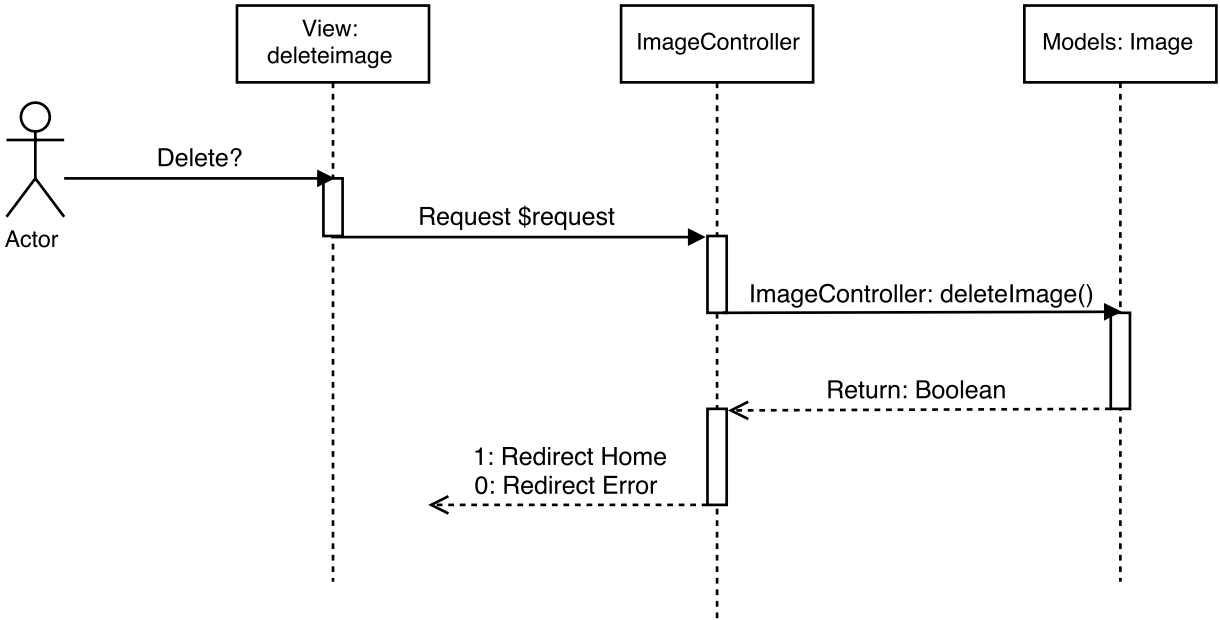 View:
deleteimage
ImageController
Models: Image
Delete?
Actor
Request $request
ImageController: deleteImage()
Return: Boolean
1: Redirect Home
0: Redirect Error